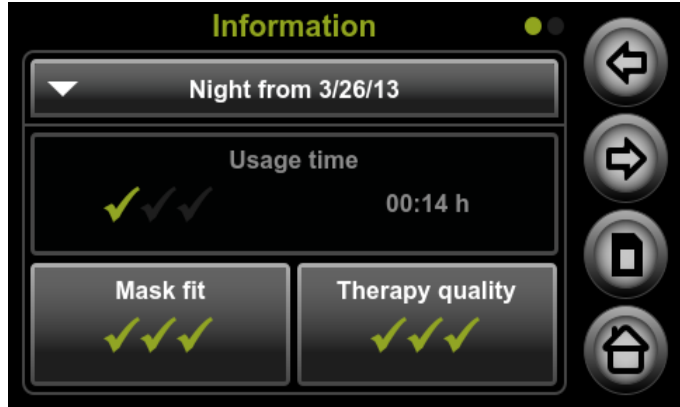 Information
Night from 3/26/13
Usage time
00:14 h
Mask fit
Therapy quality